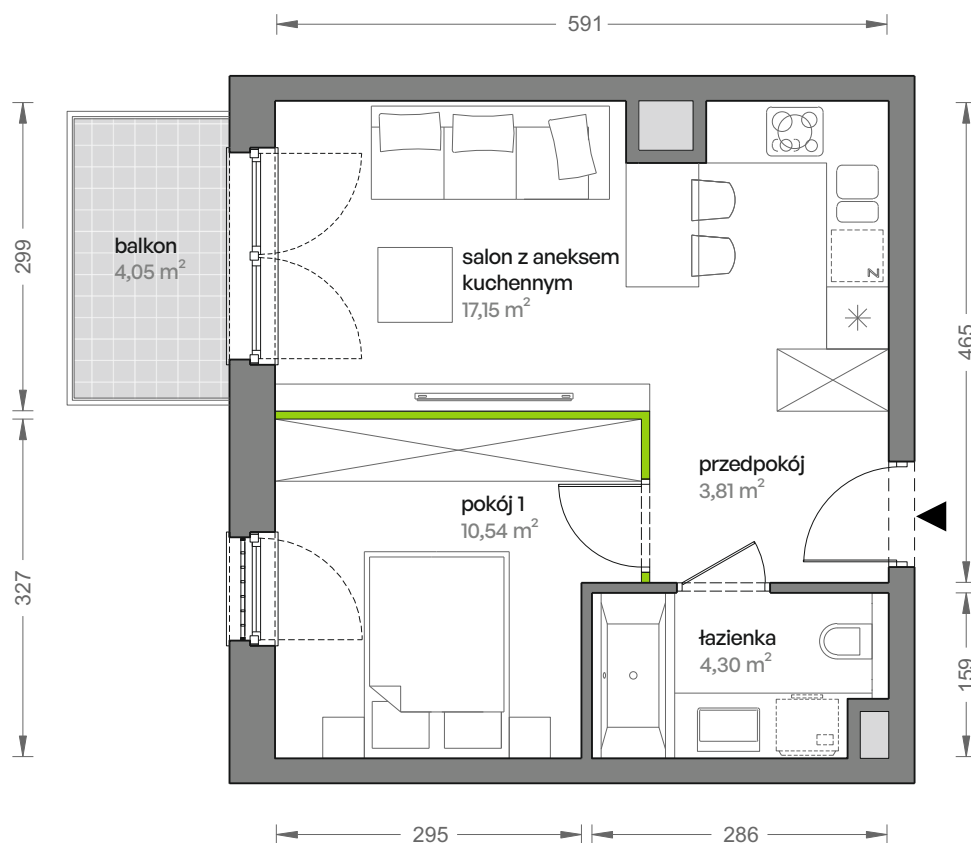 591
299
balkon
4,05 m²
salon z aneksem
kuchennym
17,15 m²
N
465
przedpokój
3,81 m²
pokój 1
10,54 m²
327
łazienka
4,30 m²
159
295
286